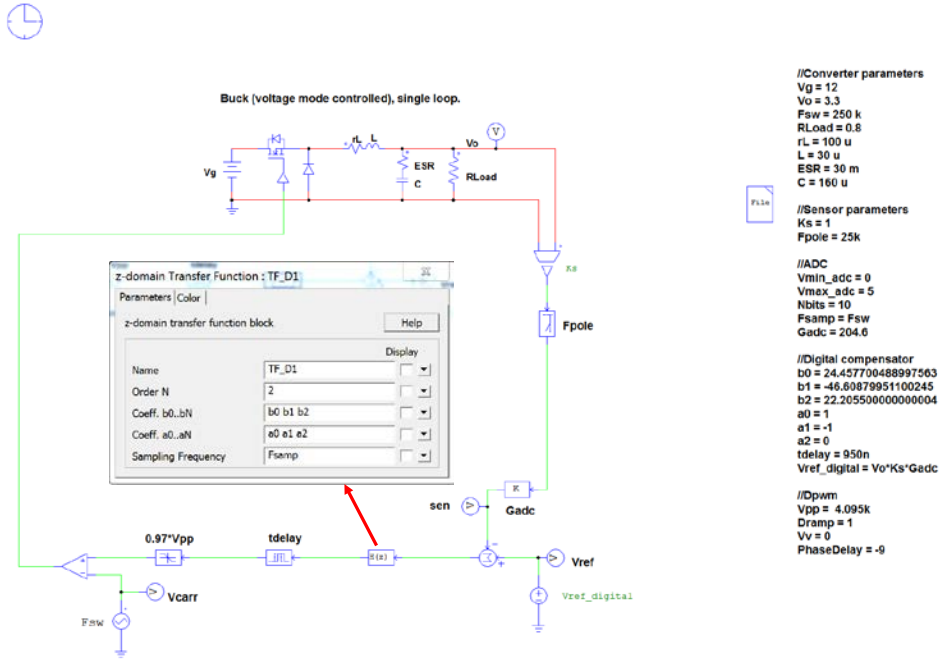 Buck (voltage mode controlled), single loop.
rL L
Vo
V
Vg
ESR
C
RLoad
Ks
Fpole
z-domain Transfer Function : TF_D1
Parameters Color
z-domain transfer function block
Help
Display
Name TF_D1
Order N 2
Coeff. b0..bN b0 b1 b2
Coeff. a0..aN a0 a1 a2
Sampling Frequency Fsamp
K
Gadc
sen
V
0.97*Vpp
tdelay
H(z)
V
Vref
Vref_digital
V
Vcarr
Fsw
File
//Converter parameters
Vg = 12
Vo = 3.3
Fsw = 250 k
RLoad = 0.8
rL = 100 u
L = 30 u
ESR = 30 m
C = 160 u
//Sensor parameters
Ks = 1
Fpole = 25k
//ADC
Vmin_adc = 0
Vmax_adc = 5
Nbits = 10
Fsamp = Fsw
Gadc = 204.6
//Digital compensator
b0 = 24.457700488997563
b1 = -46.60879951100245
b2 = 22.205500000000004
a0 = 1
a1 = -1
a2 = 0
tdelay = 950n
Vref_digital = Vo*Ks*Gadc
//Dpwm
Vpp = 4.095k
Dramp = 1
Vv = 0
PhaseDelay = -9